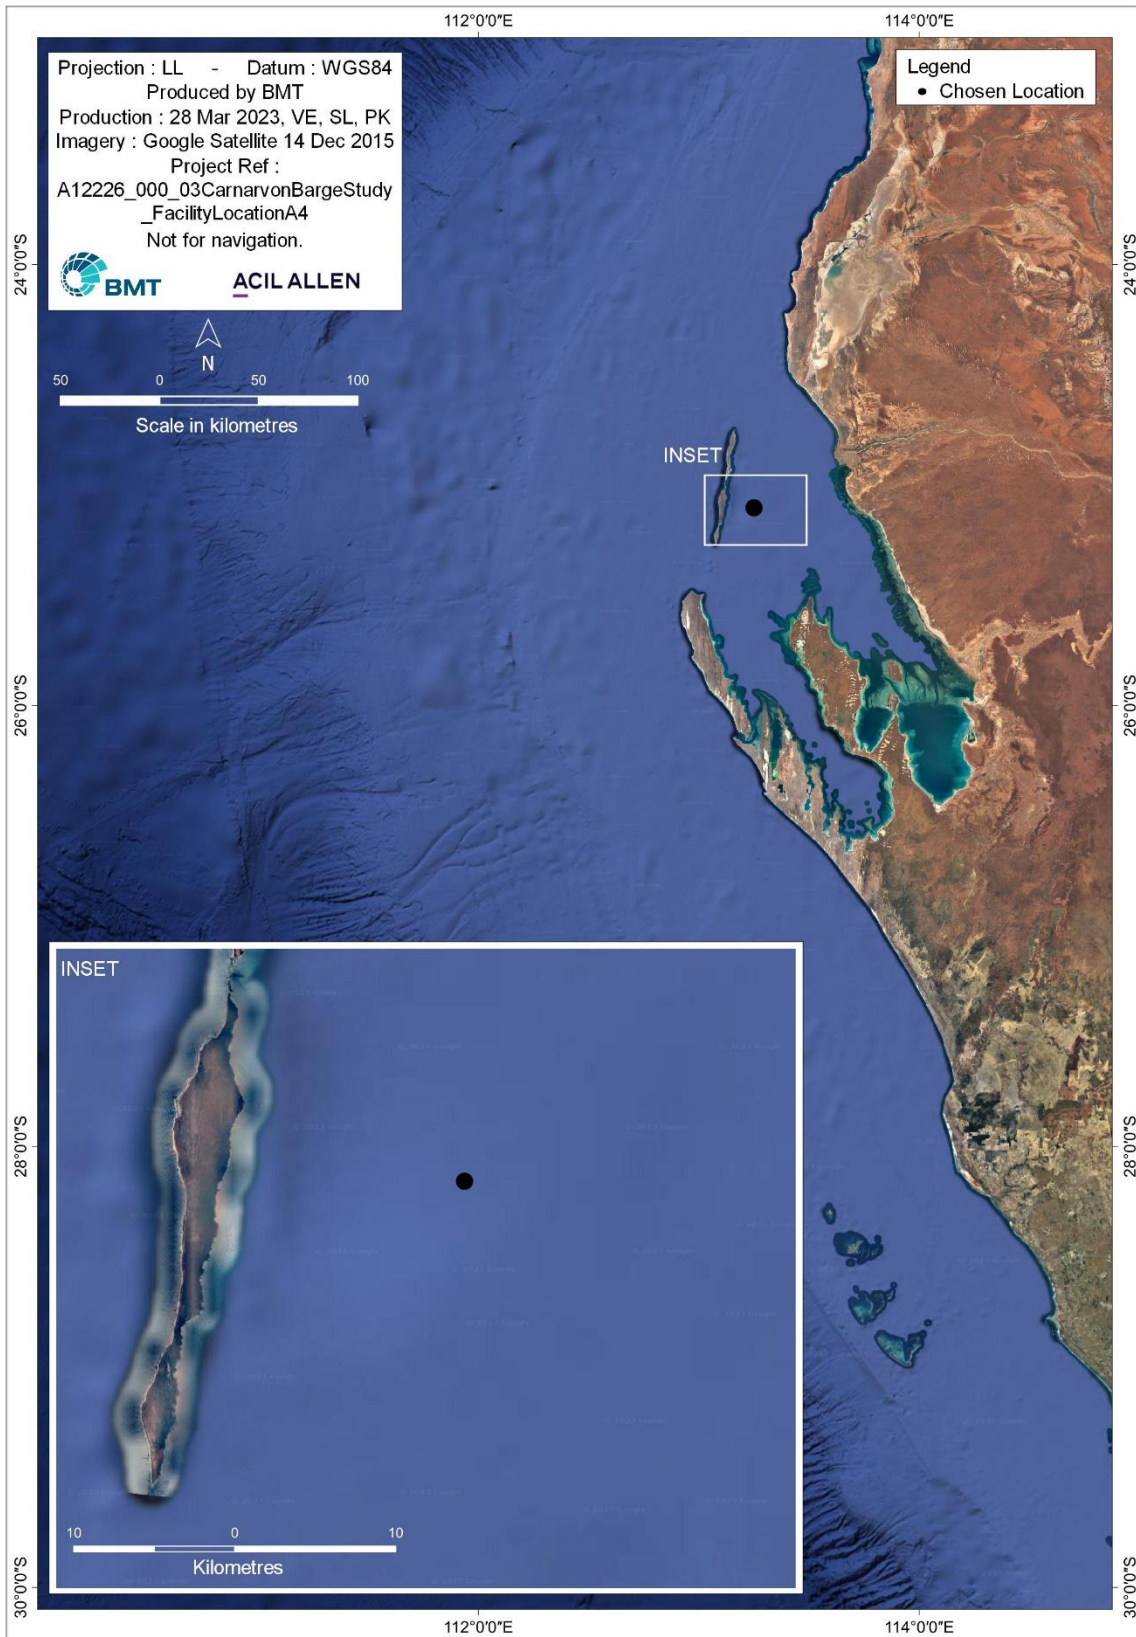 112°0'0"E
114°0'0"E
Projection : LL - Datum : WGS84
Produced by BMT
Production : 28 Mar 2023, VE, SL, PK
Imagery : Google Satellite 14 Dec 2015
Project Ref :
A12226_000_03CarnarvonBargeStudy
_FacilityLocationA4
Not for navigation.
BMT
ACIL ALLEN
Legend
Chosen Location
24°0'0"S
24°0'0"S
N
50 0 50 100
Scale in kilometres
INSET
26°0'0"S
26°0'0"S
INSET
28°0'0"S
28°0'0"S
10 0 10
Kilometres
30°0'0"S
30°0'0"S
112°0'0"E
114°0'0"E